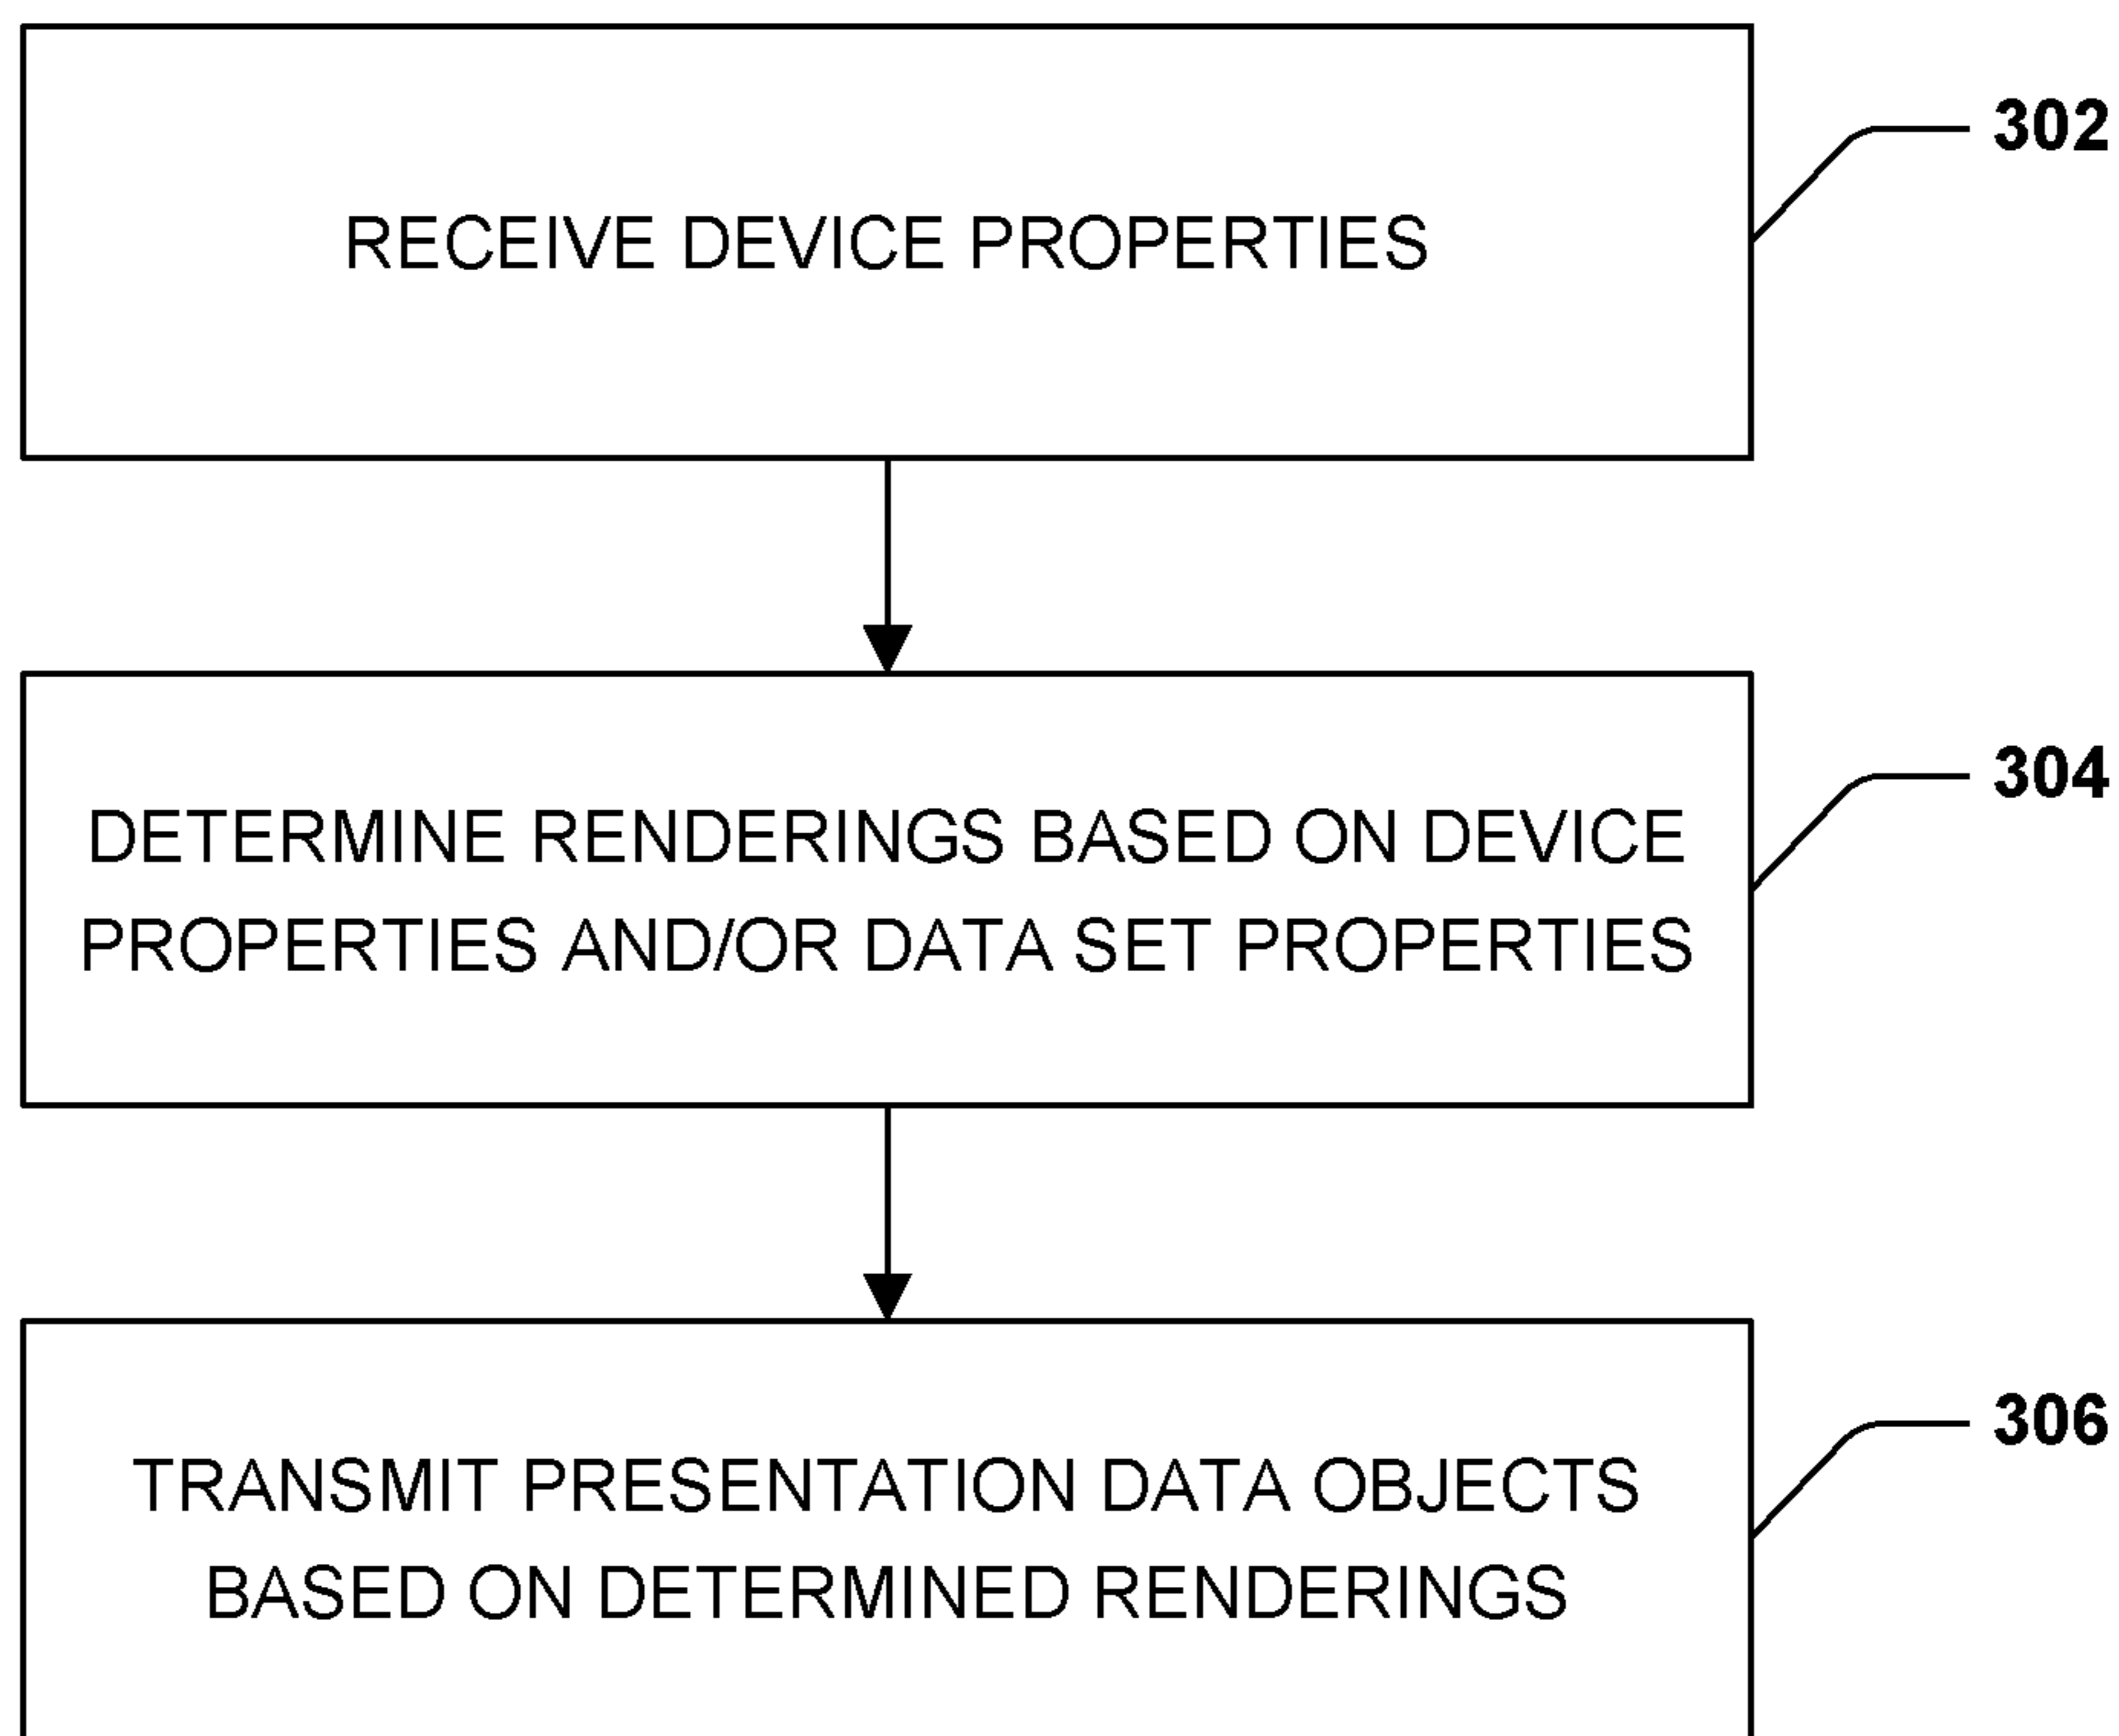 302
RECEIVE DEVICE PROPERTIES
304
DETERMINE RENDERINGS BASED ON DEVICE
PROPERTIES AND/OR DATA SET PROPERTIES
306
TRANSMIT PRESENTATION DATA OBJECTS
BASED ON DETERMINED RENDERINGS